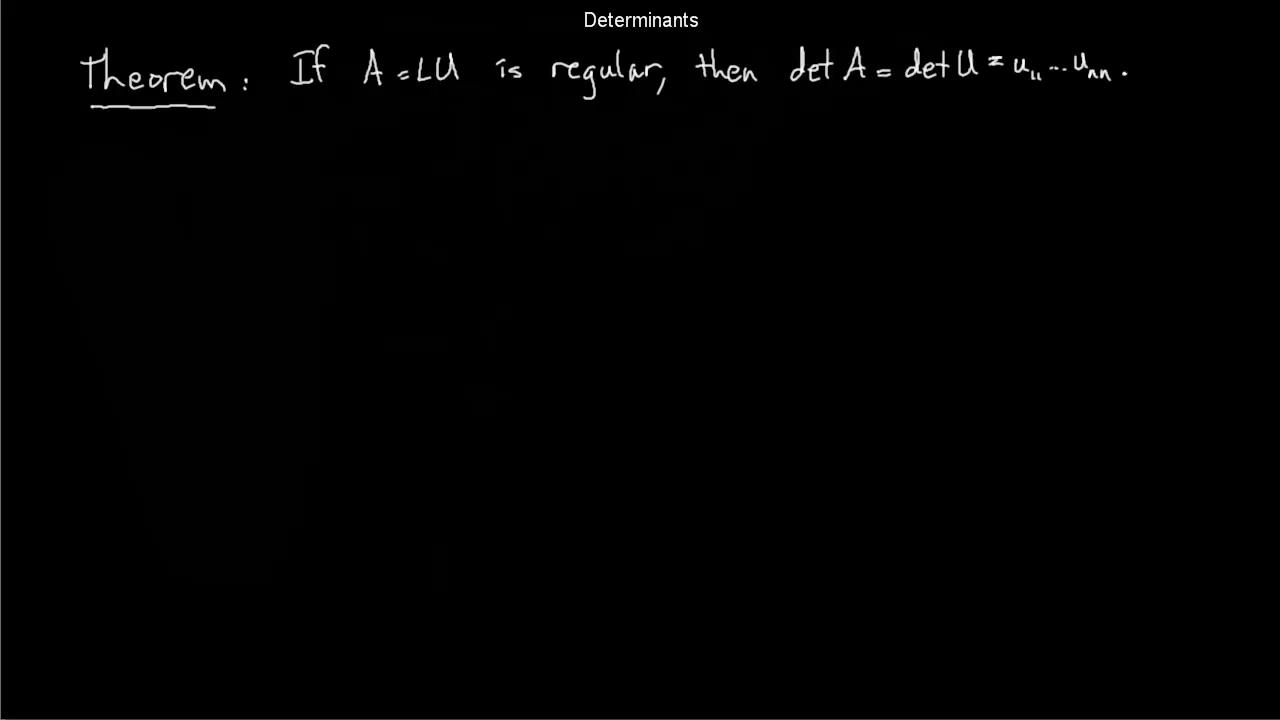 Determinants
Theorem: If A = LU is regular, then det A = det U = u₁₁ ... uₙₙ.